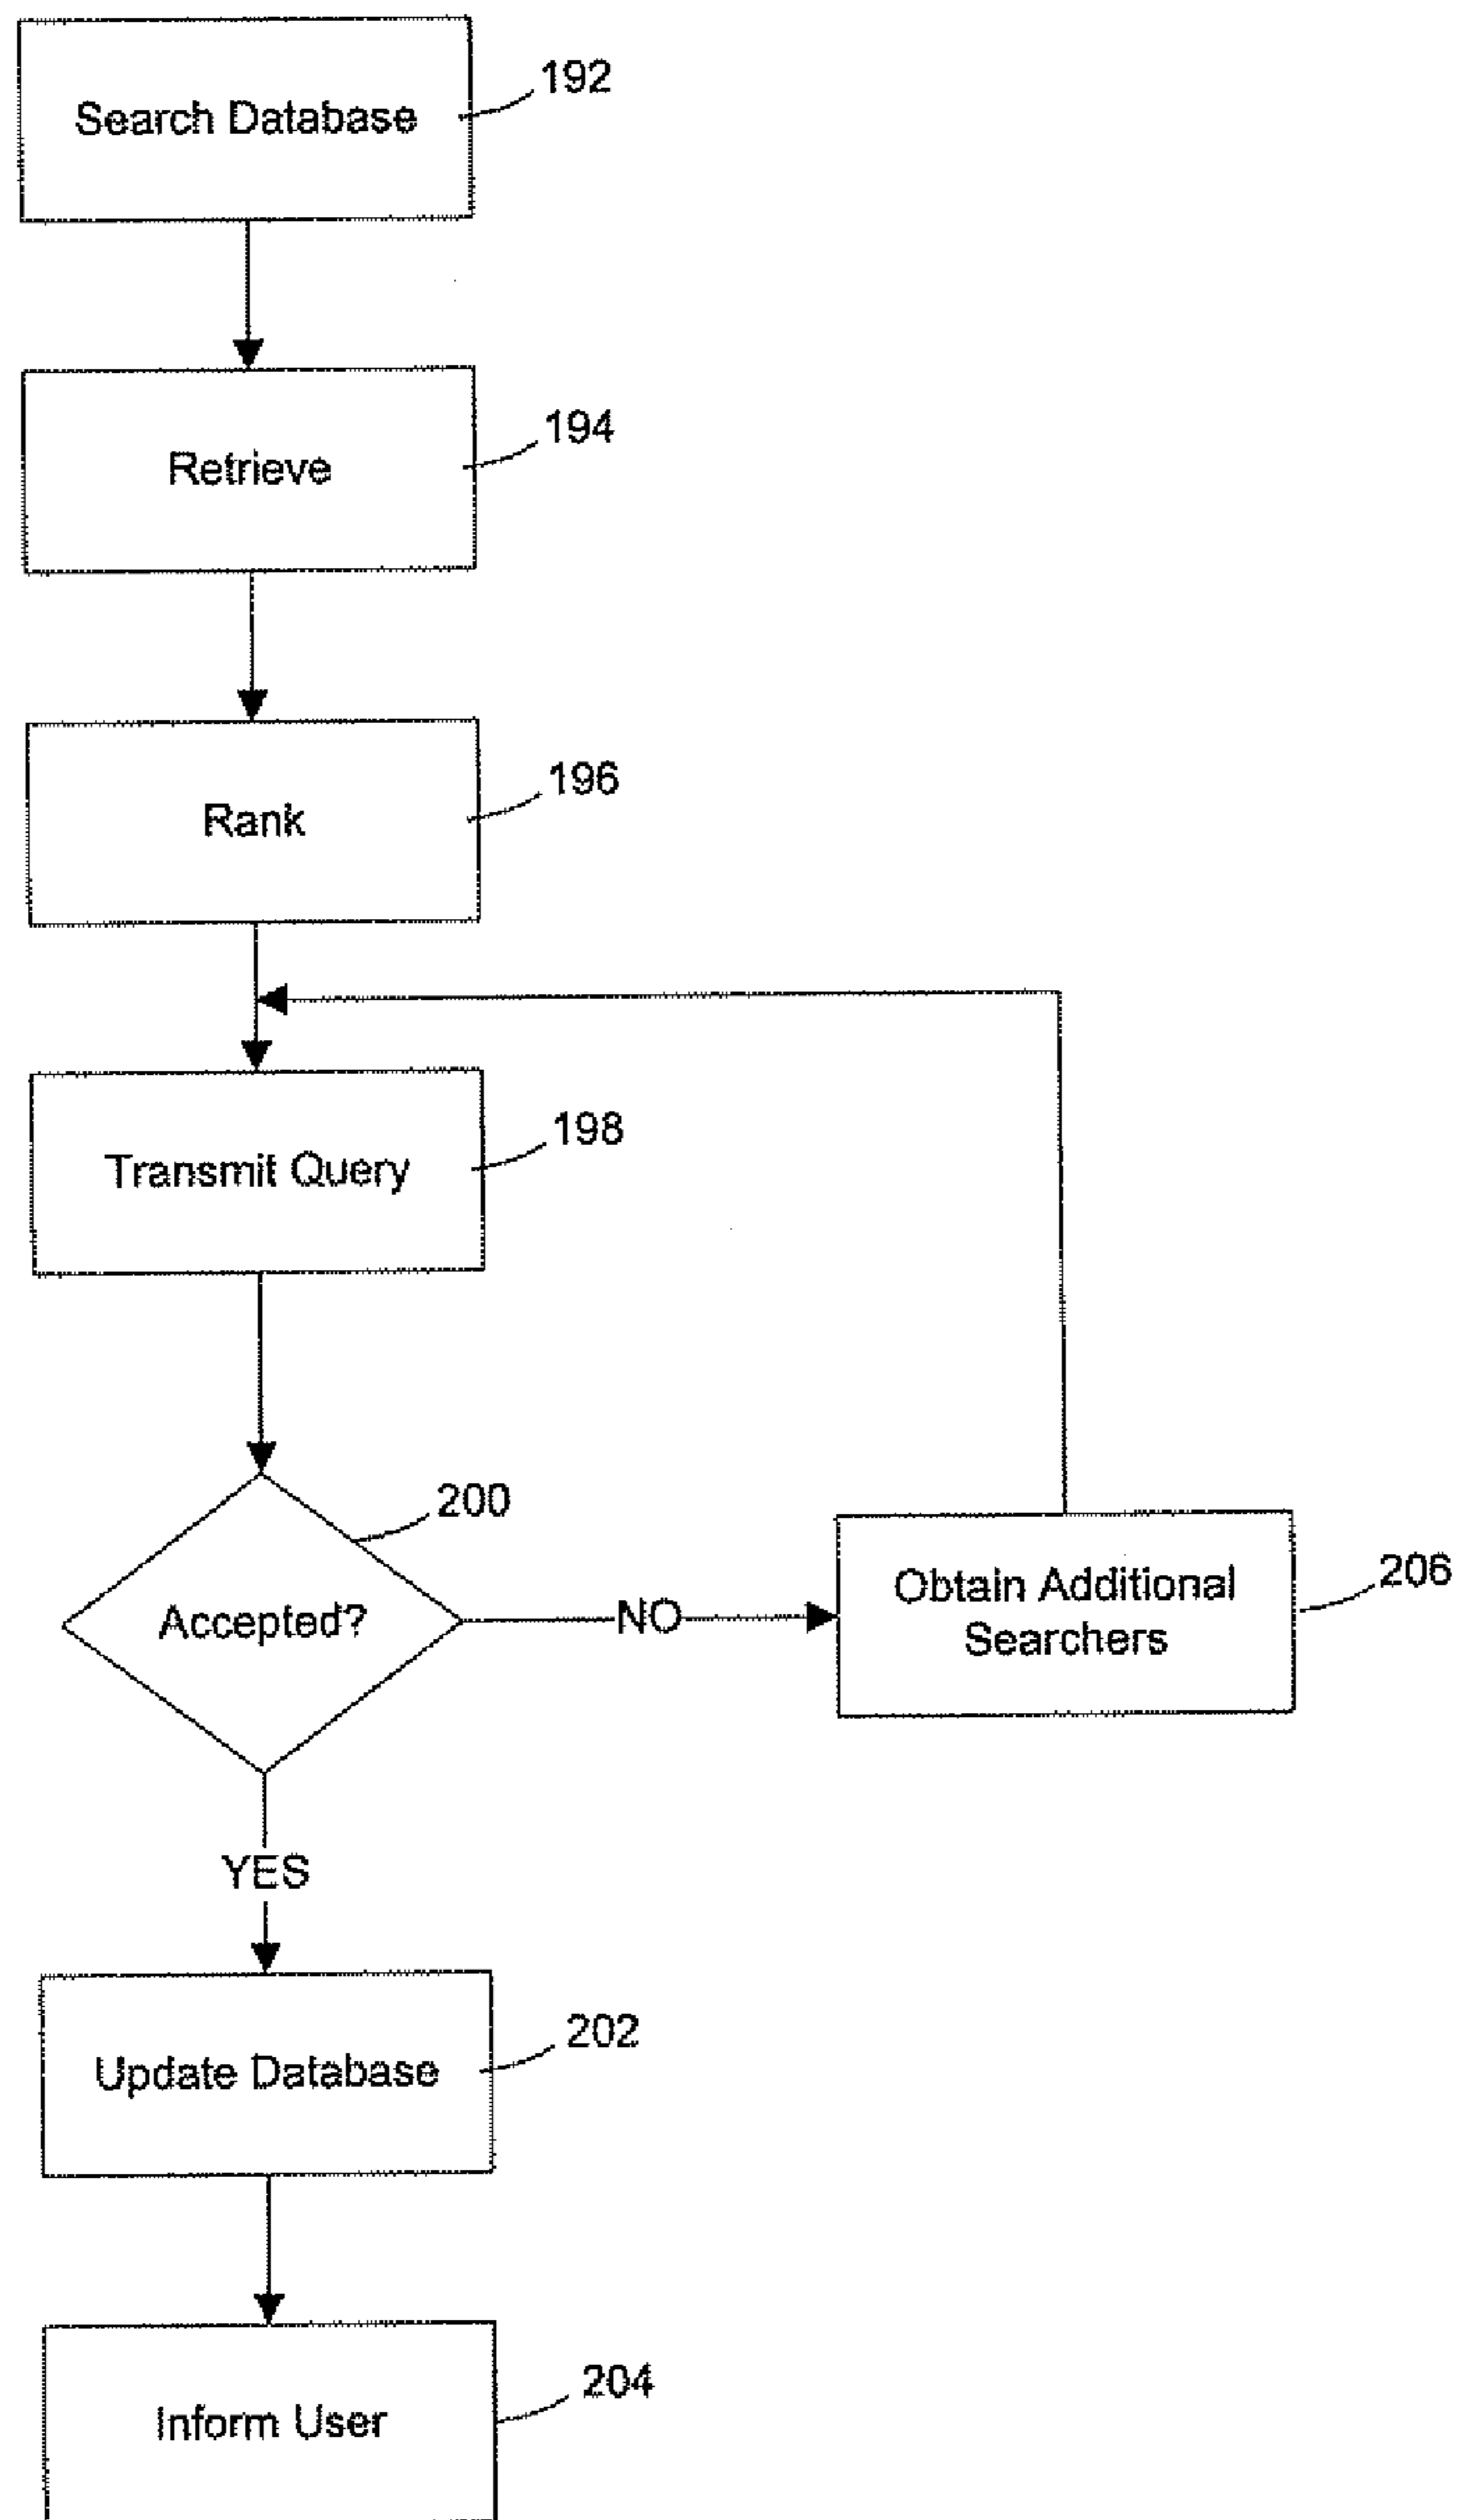 192
Search Database
194
Retrieve
196
Rank
198
Transmit Query
200
Accepted?
NO
Obtain Additional
Searchers
206
YES
202
Update Database
204
Inform User